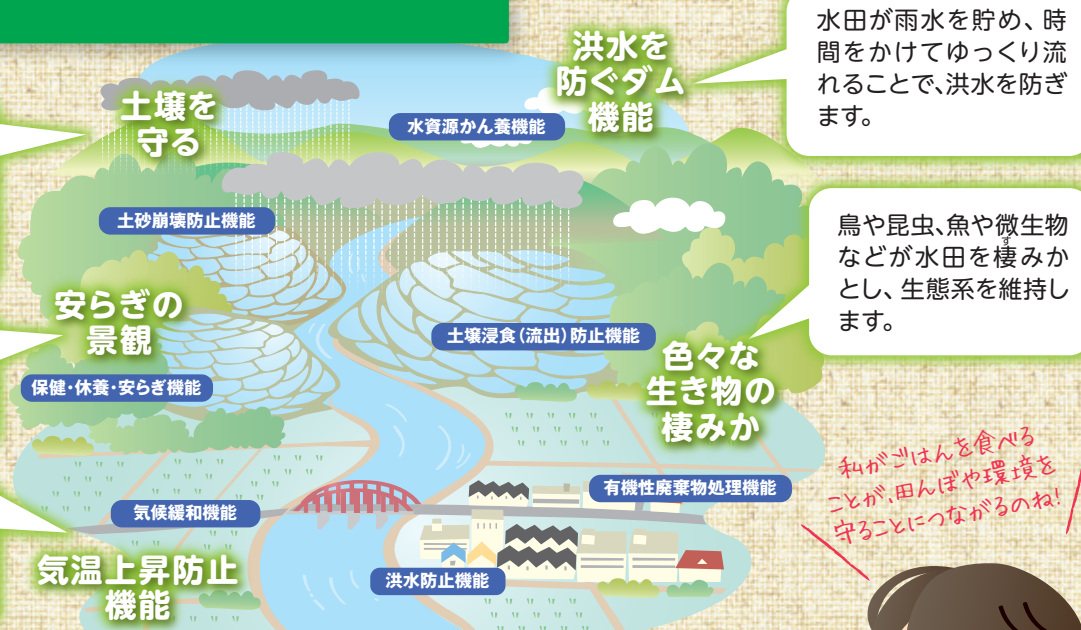 洪水を
防ぐダム
機能
水田が雨水を貯め、時
間をかけてゆっくり流
れることで、洪水を防ぎ
ます。
土壌を
守る
水資源かん養機能
土砂崩壊防止機能
鳥や昆虫、魚や微生物
などが水田を棲みか
とし、生態系を維持し
ます。
す
安らぎの
景観
土壌浸食(流出)防止機能
色々な
生き物の
棲みか
保健・休養・安らぎ機能
私がごはんを食べる
ことが、田んぼや環境を
守ることにつながるのね!
有機性廃棄物処理機能
気候緩和機能
気温上昇防止
機能
洪水防止機能